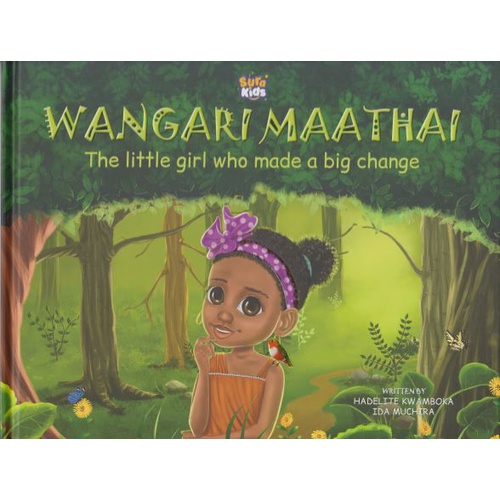 Sura
Kids
WANGARI MAATHAI
The little girl who made a big change
WRITTEN BY
HADELITE KWAMBOKA
IDA MUCHIRA